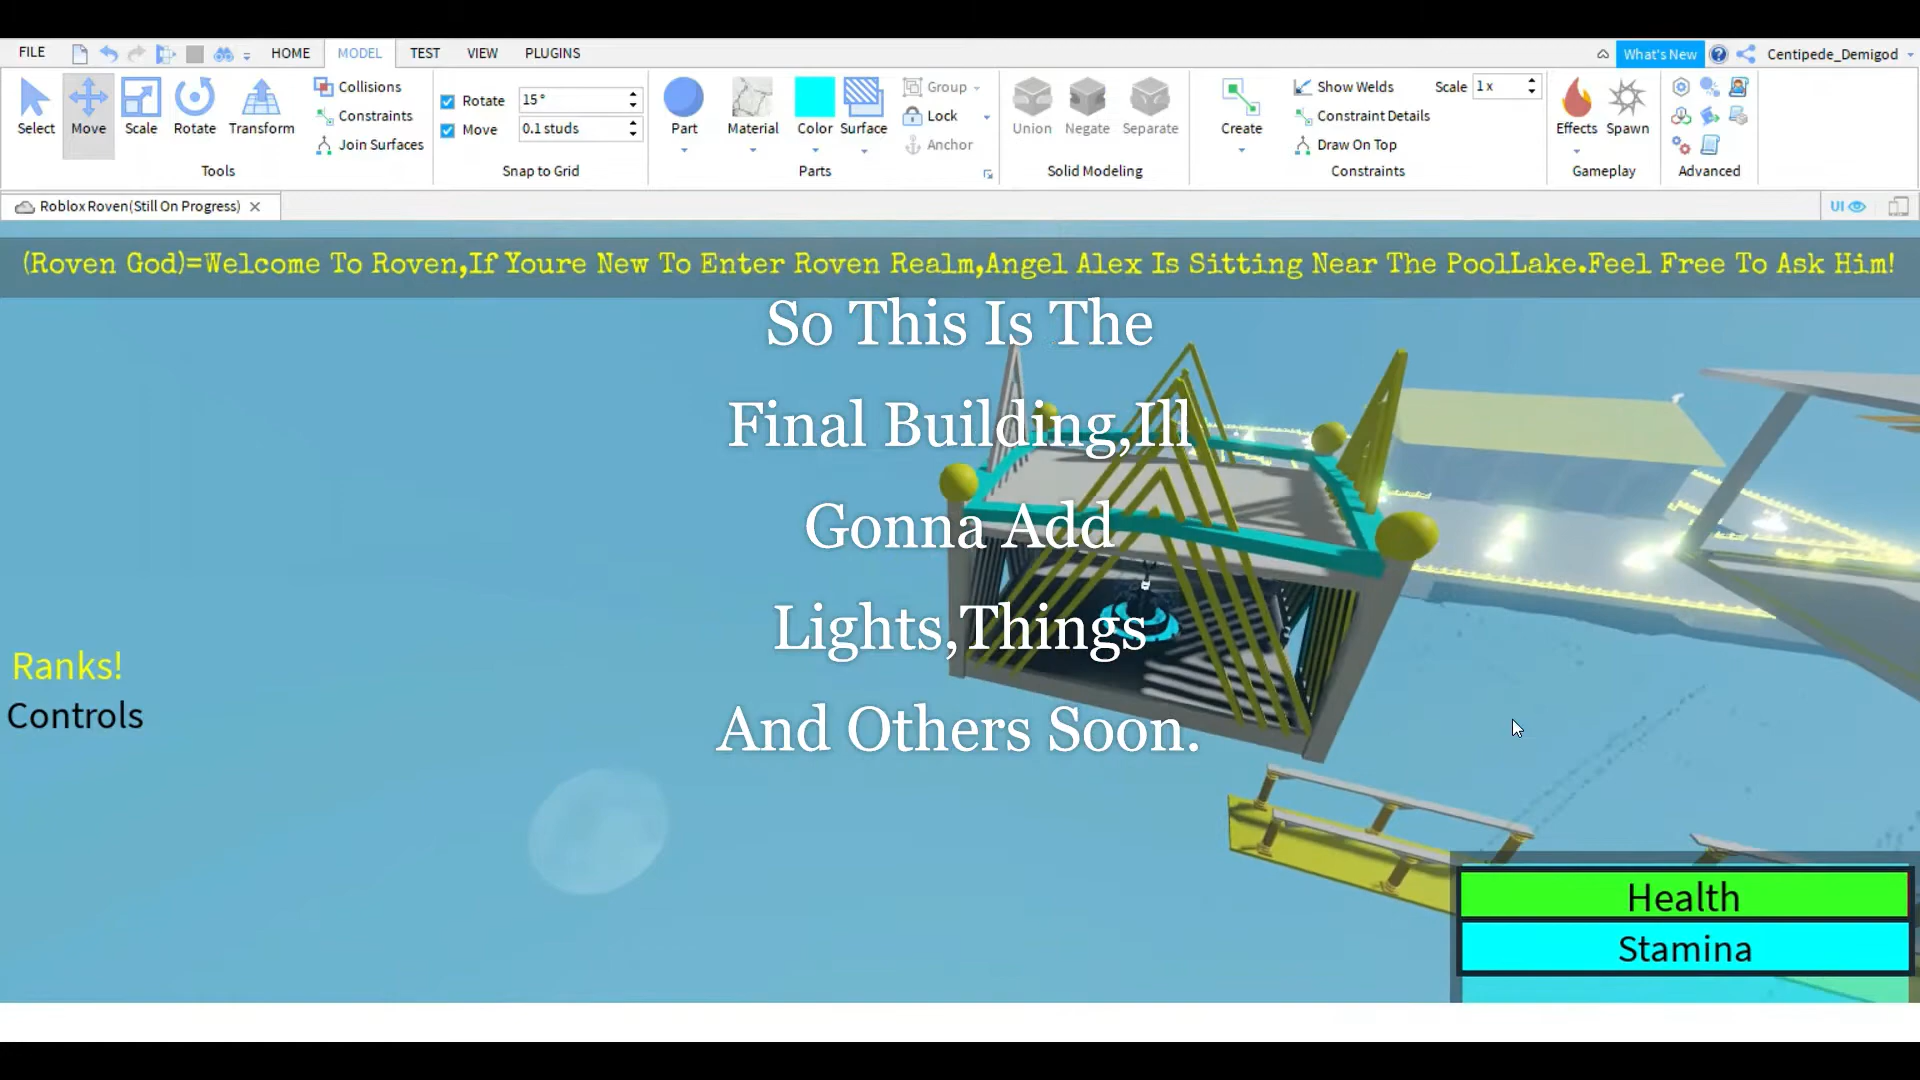 FILE HOME MODEL TEST VIEW PLUGINS What's New Centipede_Demigod
Select Move Scale Rotate Transform
Collisions
Constraints
Join Surfaces
Tools
Rotate 15°
Move 0.1 studs
Snap to Grid
Part Material Color Surface
Group
Lock
Anchor
Parts
Union Negate Separate
Solid Modeling
Create
Show Welds Scale 1 x
Constraint Details
Draw On Top
Constraints
Effects Spawn
Gameplay
Advanced
Roblox Roven(Still On Progress) UI
(Roven God)=Welcome To Roven,If Youre New To Enter Roven Realm,Angel Alex Is Sitting Near The PoolLake.Feel Free To Ask Him!
So This Is The
Final Building,Ill
Gonna Add
Lights,Things
And Others Soon.
Ranks!
Controls
Health
Stamina